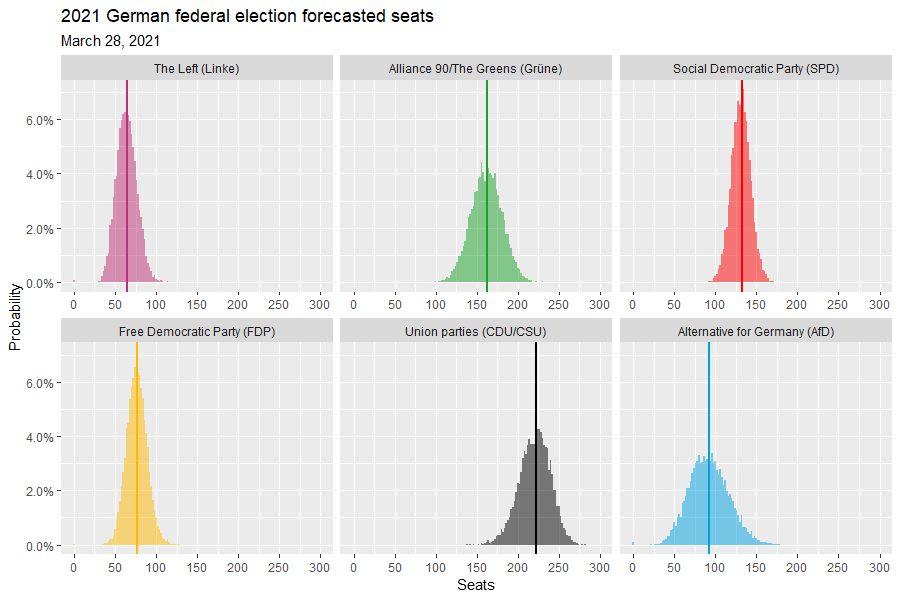 2021 German federal election forecasted seats
March 28, 2021
The Left (Linke)
Alliance 90/The Greens (Grüne)
Social Democratic Party (SPD)
6.0%
4.0%
2.0%
0.0%
0 50 100 150 200 250 300
0 50 100 150 200 250 300
0 50 100 150 200 250 300
Probability
Free Democratic Party (FDP)
Union parties (CDU/CSU)
Alternative for Germany (AfD)
6.0%
4.0%
2.0%
0.0%
0 50 100 150 200 250 300
0 50 100 150 200 250 300
0 50 100 150 200 250 300
Seats